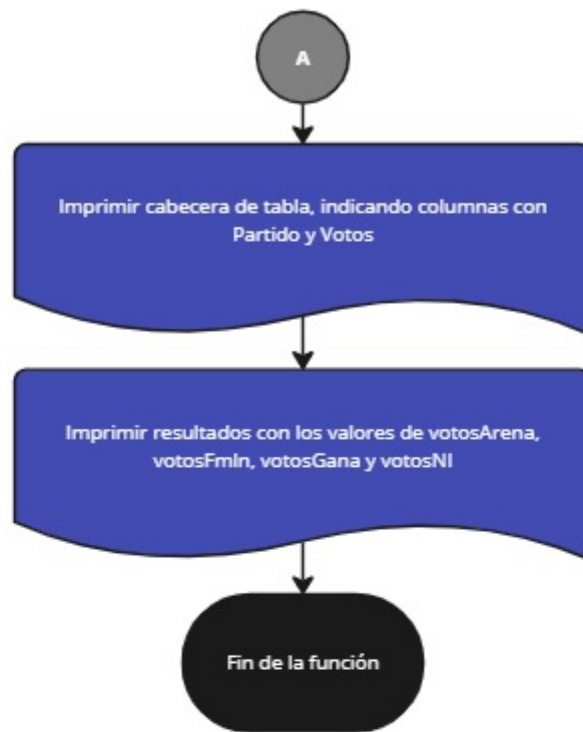 A
Imprimir cabecera de tabla, indicando columnas con
Partido y Votos
Imprimir resultados con los valores de votosArena,
votosFmln, votosGana y votosNI
Fin de la función